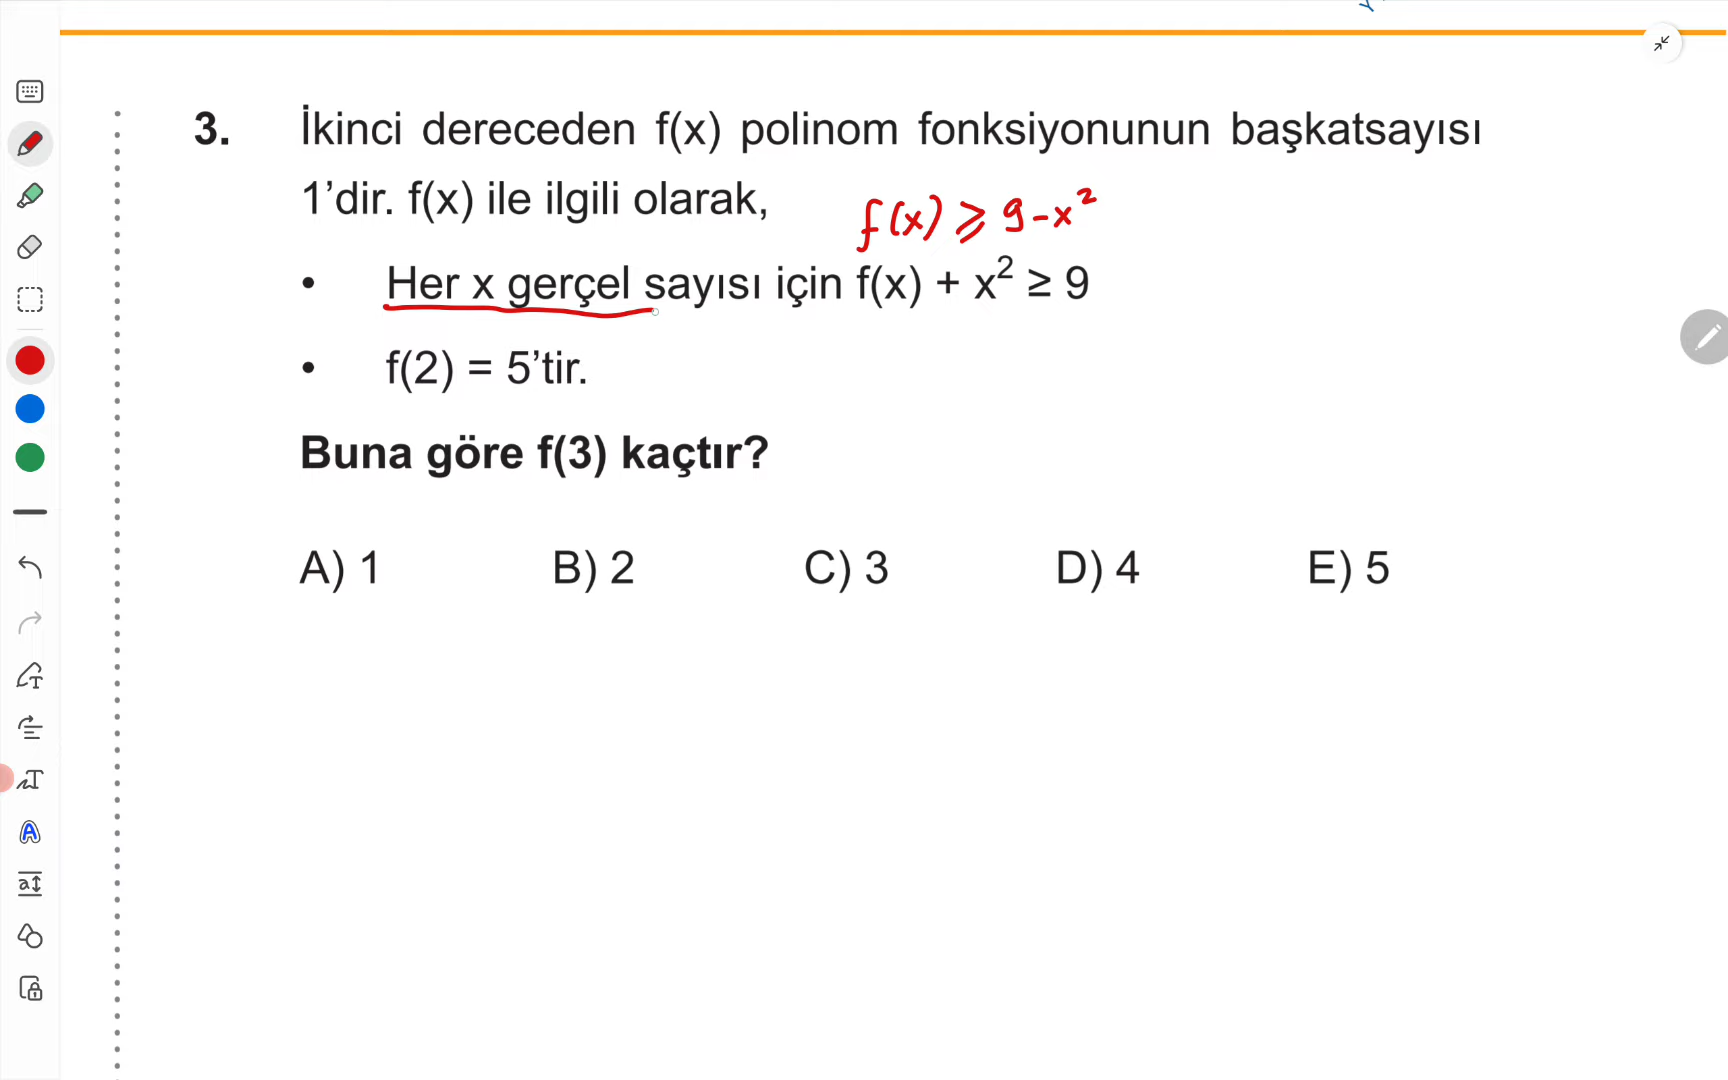 3. İkinci dereceden f(x) polinom fonksiyonunun başkatsayısı
1’dir. f(x) ile ilgili olarak,
f(x) ⩾ 9-x²
• Her x gerçel sayısı için f(x) + x² ≥ 9
• f(2) = 5’tir.
Buna göre f(3) kaçtır?
A) 1 B) 2 C) 3 D) 4 E) 5